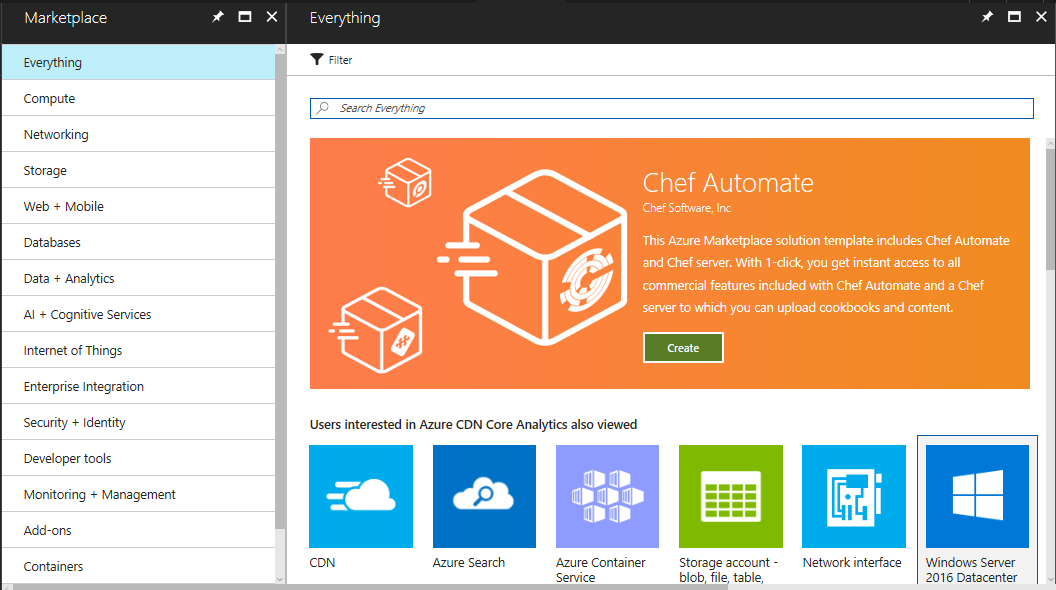 Marketplace
Everything
Compute
Networking
Storage
Web + Mobile
Databases
Data + Analytics
AI + Cognitive Services
Internet of Things
Enterprise Integration
Security + Identity
Developer tools
Monitoring + Management
Add-ons
Containers
Everything
Filter
Search Everything
Chef Automate
Chef Software, Inc
This Azure Marketplace solution template includes Chef Automate
and Chef server. With 1-click, you get instant access to all
commercial features included with Chef Automate and a Chef
server to which you can upload cookbooks and content.
Create
Users interested in Azure CDN Core Analytics also viewed
CDN
Azure Search
Azure Container
Service
Storage account -
blob, file, table,
Network interface
Windows Server
2016 Datacenter